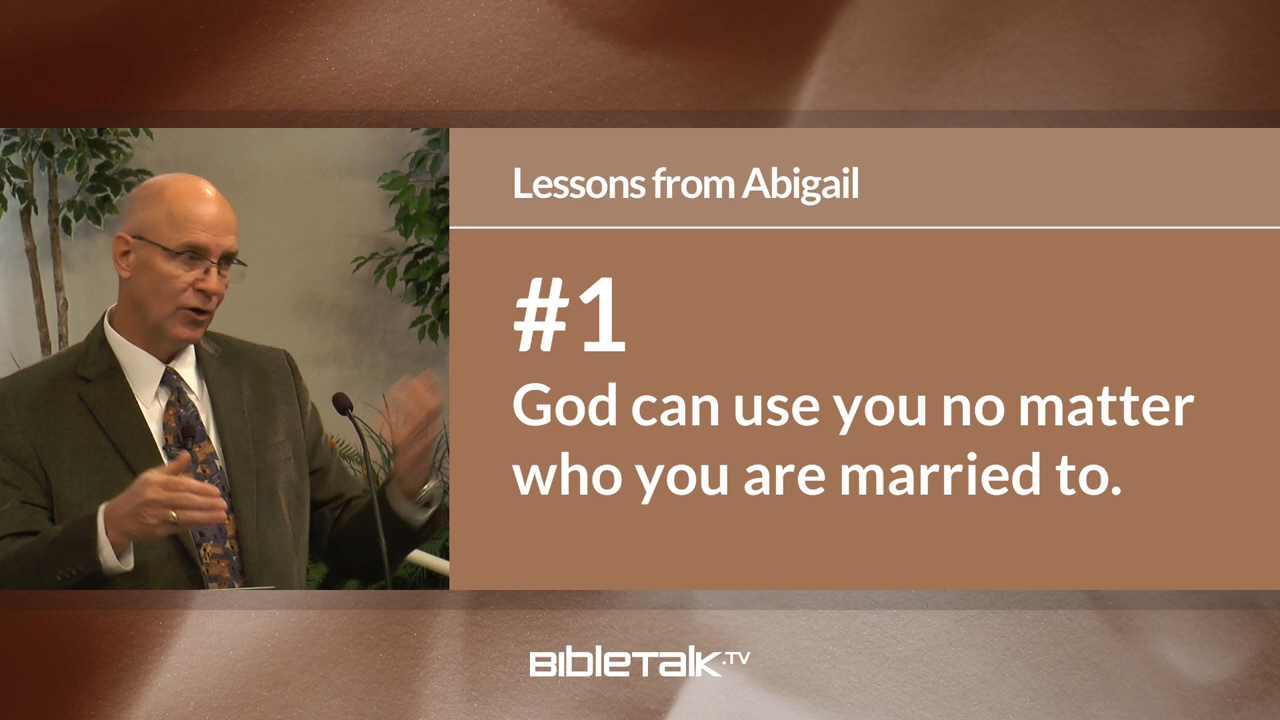 Lessons from Abigail
#1
God can use you no matter
who you are married to.
BIBLETALK.TV